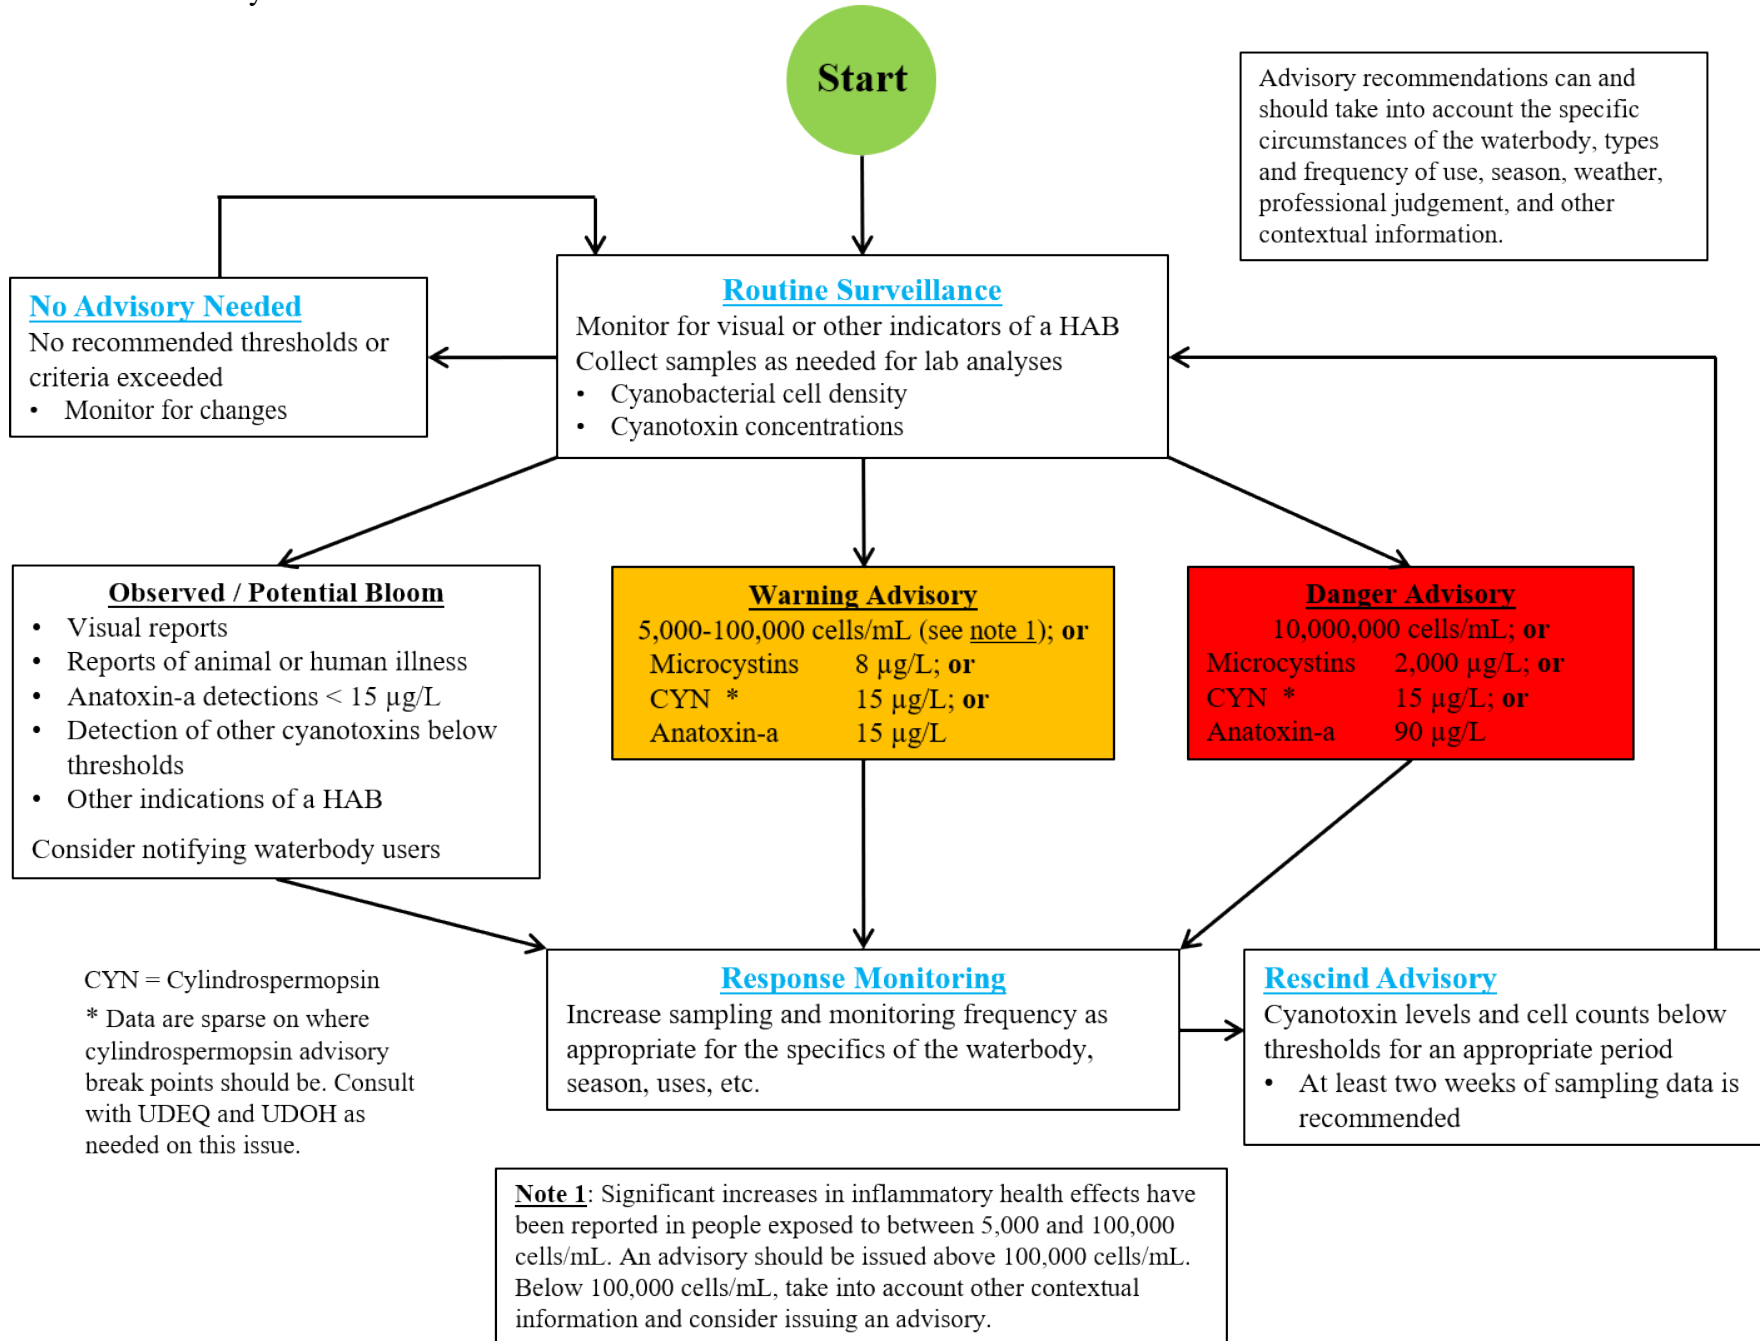 Start
Advisory recommendations can and
should take into account the specific
circumstances of the waterbody, types
and frequency of use, season, weather,
professional judgement, and other
contextual information.
No Advisory Needed
No recommended thresholds or
criteria exceeded
• Monitor for changes
Routine Surveillance
Monitor for visual or other indicators of a HAB
Collect samples as needed for lab analyses
• Cyanobacterial cell density
• Cyanotoxin concentrations
Observed / Potential Bloom
• Visual reports
• Reports of animal or human illness
• Anatoxin-a detections < 15 µg/L
• Detection of other cyanotoxins below
thresholds
• Other indications of a HAB
Consider notifying waterbody users
Warning Advisory
5,000-100,000 cells/mL (see note 1); or
Microcystins 8 µg/L; or
CYN * 15 µg/L; or
Anatoxin-a 15 µg/L
Danger Advisory
10,000,000 cells/mL; or
Microcystins 2,000 µg/L; or
CYN * 15 µg/L; or
Anatoxin-a 90 µg/L
CYN = Cylindrospermopsin
* Data are sparse on where
cylindrospermopsin advisory
break points should be. Consult
with UDEQ and UDOH as
needed on this issue.
Response Monitoring
Increase sampling and monitoring frequency as
appropriate for the specifics of the waterbody,
season, uses, etc.
Rescind Advisory
Cyanotoxin levels and cell counts below
thresholds for an appropriate period
• At least two weeks of sampling data is
recommended
Note 1: Significant increases in inflammatory health effects have
been reported in people exposed to between 5,000 and 100,000
cells/mL. An advisory should be issued above 100,000 cells/mL.
Below 100,000 cells/mL, take into account other contextual
information and consider issuing an advisory.